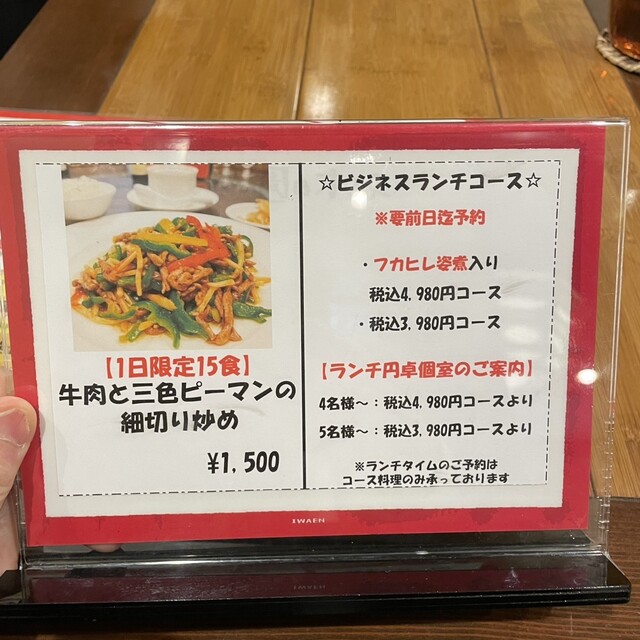 【1日限定15食】
牛肉と三色ピーマンの
細切り炒め
¥1,500
☆ビジネスランチコース☆
※要前日迄予約
・フカヒレ姿煮入り
税込4,980円コース
・税込3,980円コース
【ランチ円卓個室のご案内】
4名様～：税込4,980円コースより
5名様～：税込3,980円コースより
※ランチタイムのご予約は
コース料理のみ承っております
IWAEN